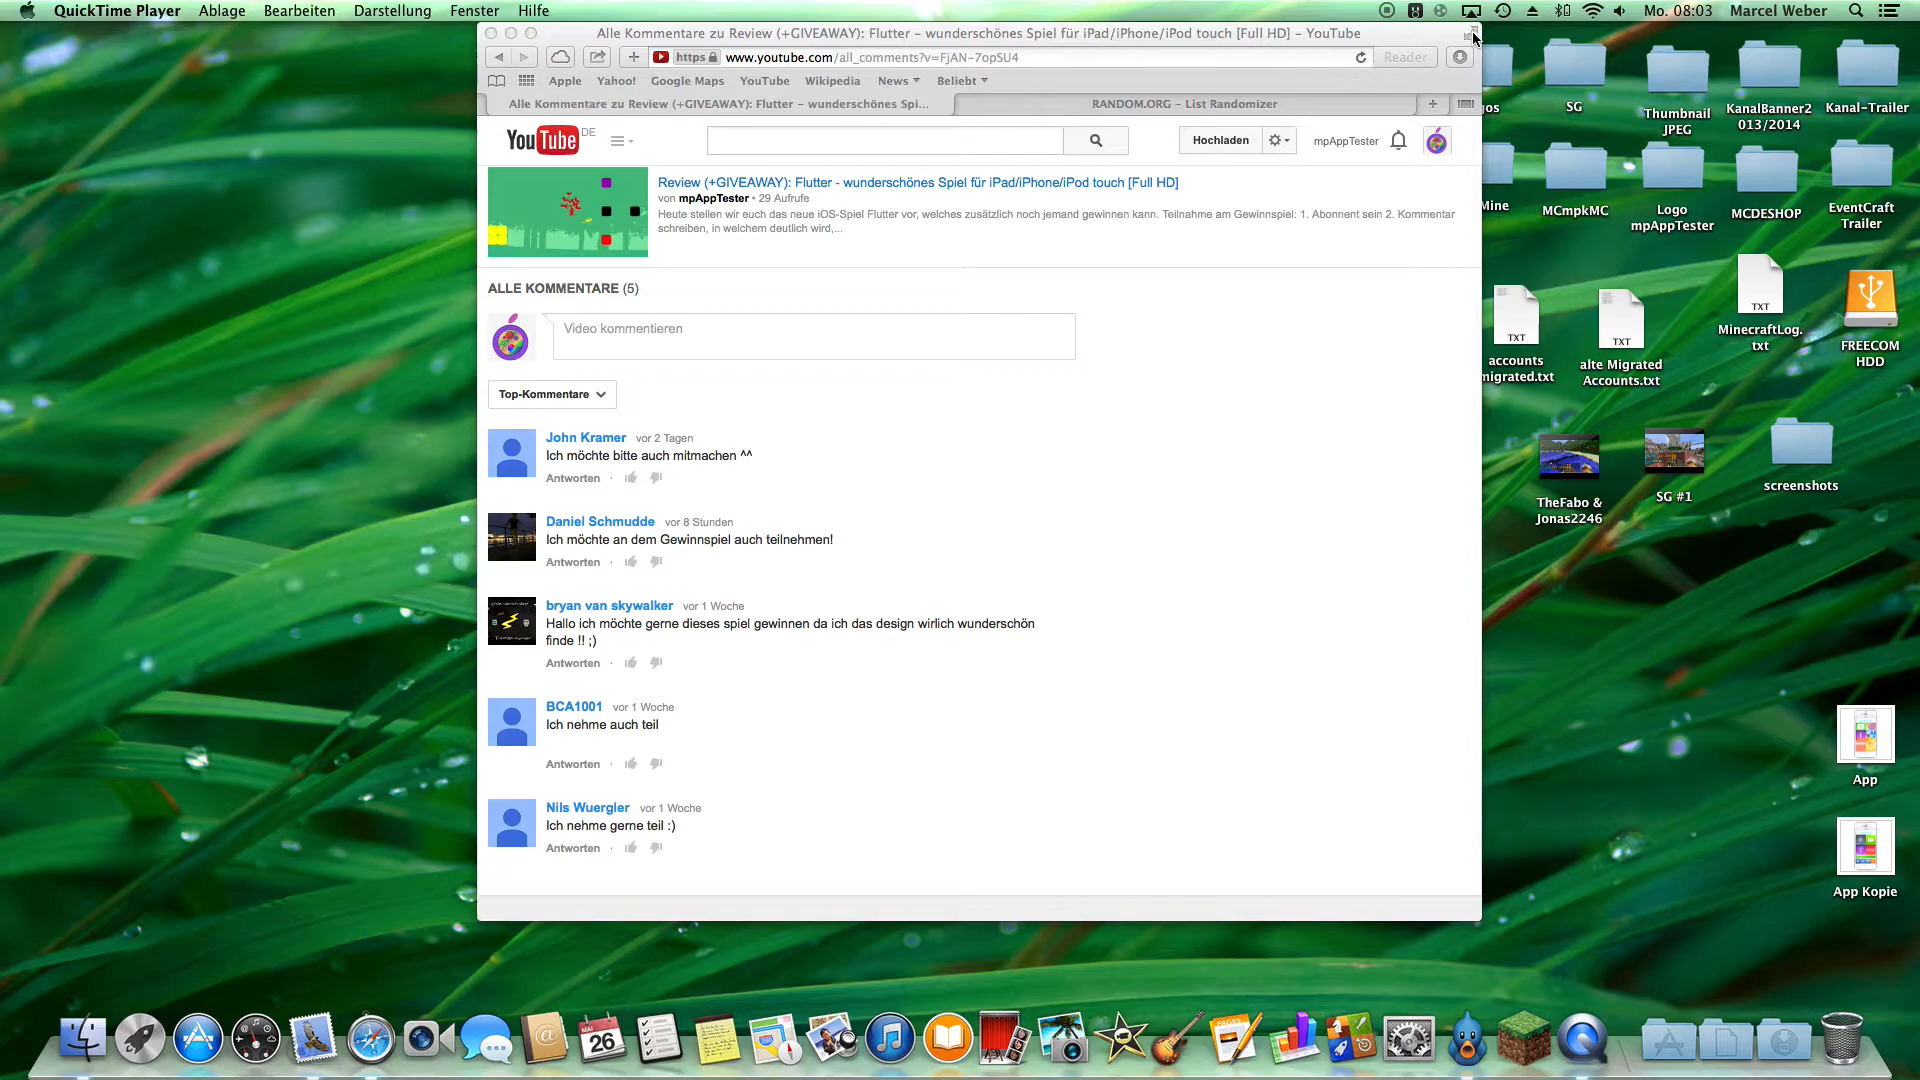 QuickTime Player Ablage Bearbeiten Darstellung Fenster Hilfe
Mo. 08:03 Marcel Weber
Alle Kommentare zu Review (+GIVEAWAY): Flutter – wunderschönes Spiel für iPad/iPhone/iPod touch [Full HD] – YouTube
https www.youtube.com/all_comments?v=FjAN-7opSU4 Reader
Apple Yahoo! Google Maps YouTube Wikipedia News Beliebt
Alle Kommentare zu Review (+GIVEAWAY): Flutter – wunderschönes Spi... RANDOM.ORG – List Randomizer
YouTube DE Hochladen mpAppTester
Review (+GIVEAWAY): Flutter - wunderschönes Spiel für iPad/iPhone/iPod touch [Full HD]
von mpAppTester • 29 Aufrufe
Heute stellen wir euch das neue iOS-Spiel Flutter vor, welches zusätzlich noch jemand gewinnen kann. Teilnahme am Gewinnspiel: 1. Abonnent sein 2. Kommentar
schreiben, in welchem deutlich wird,...
ALLE KOMMENTARE (5)
Video kommentieren
Top-Kommentare
John Kramer vor 2 Tagen
Ich möchte bitte auch mitmachen ^^
Antworten ·
Daniel Schmudde vor 8 Stunden
Ich möchte an dem Gewinnspiel auch teilnehmen!
Antworten ·
bryan van skywalker vor 1 Woche
Hallo ich möchte gerne dieses spiel gewinnen da ich das design wirlich wunderschön
finde !! ;)
Antworten ·
BCA1001 vor 1 Woche
Ich nehme auch teil
Antworten ·
Nils Wuergler vor 1 Woche
Ich nehme gerne teil :)
Antworten ·
SG
Thumbnail
JPEG
KanalBanner2
013/2014
Kanal-Trailer
MCmpkMC
Logo
mpAppTester
MCDESHOP
EventCraft
Trailer
TXT
accounts
migrated.txt
TXT
alte Migrated
Accounts.txt
TXT
MinecraftLog.
txt
FREECOM
HDD
TheFabo &
Jonas2246
SG #1
screenshots
App
App Kopie
MAI
26